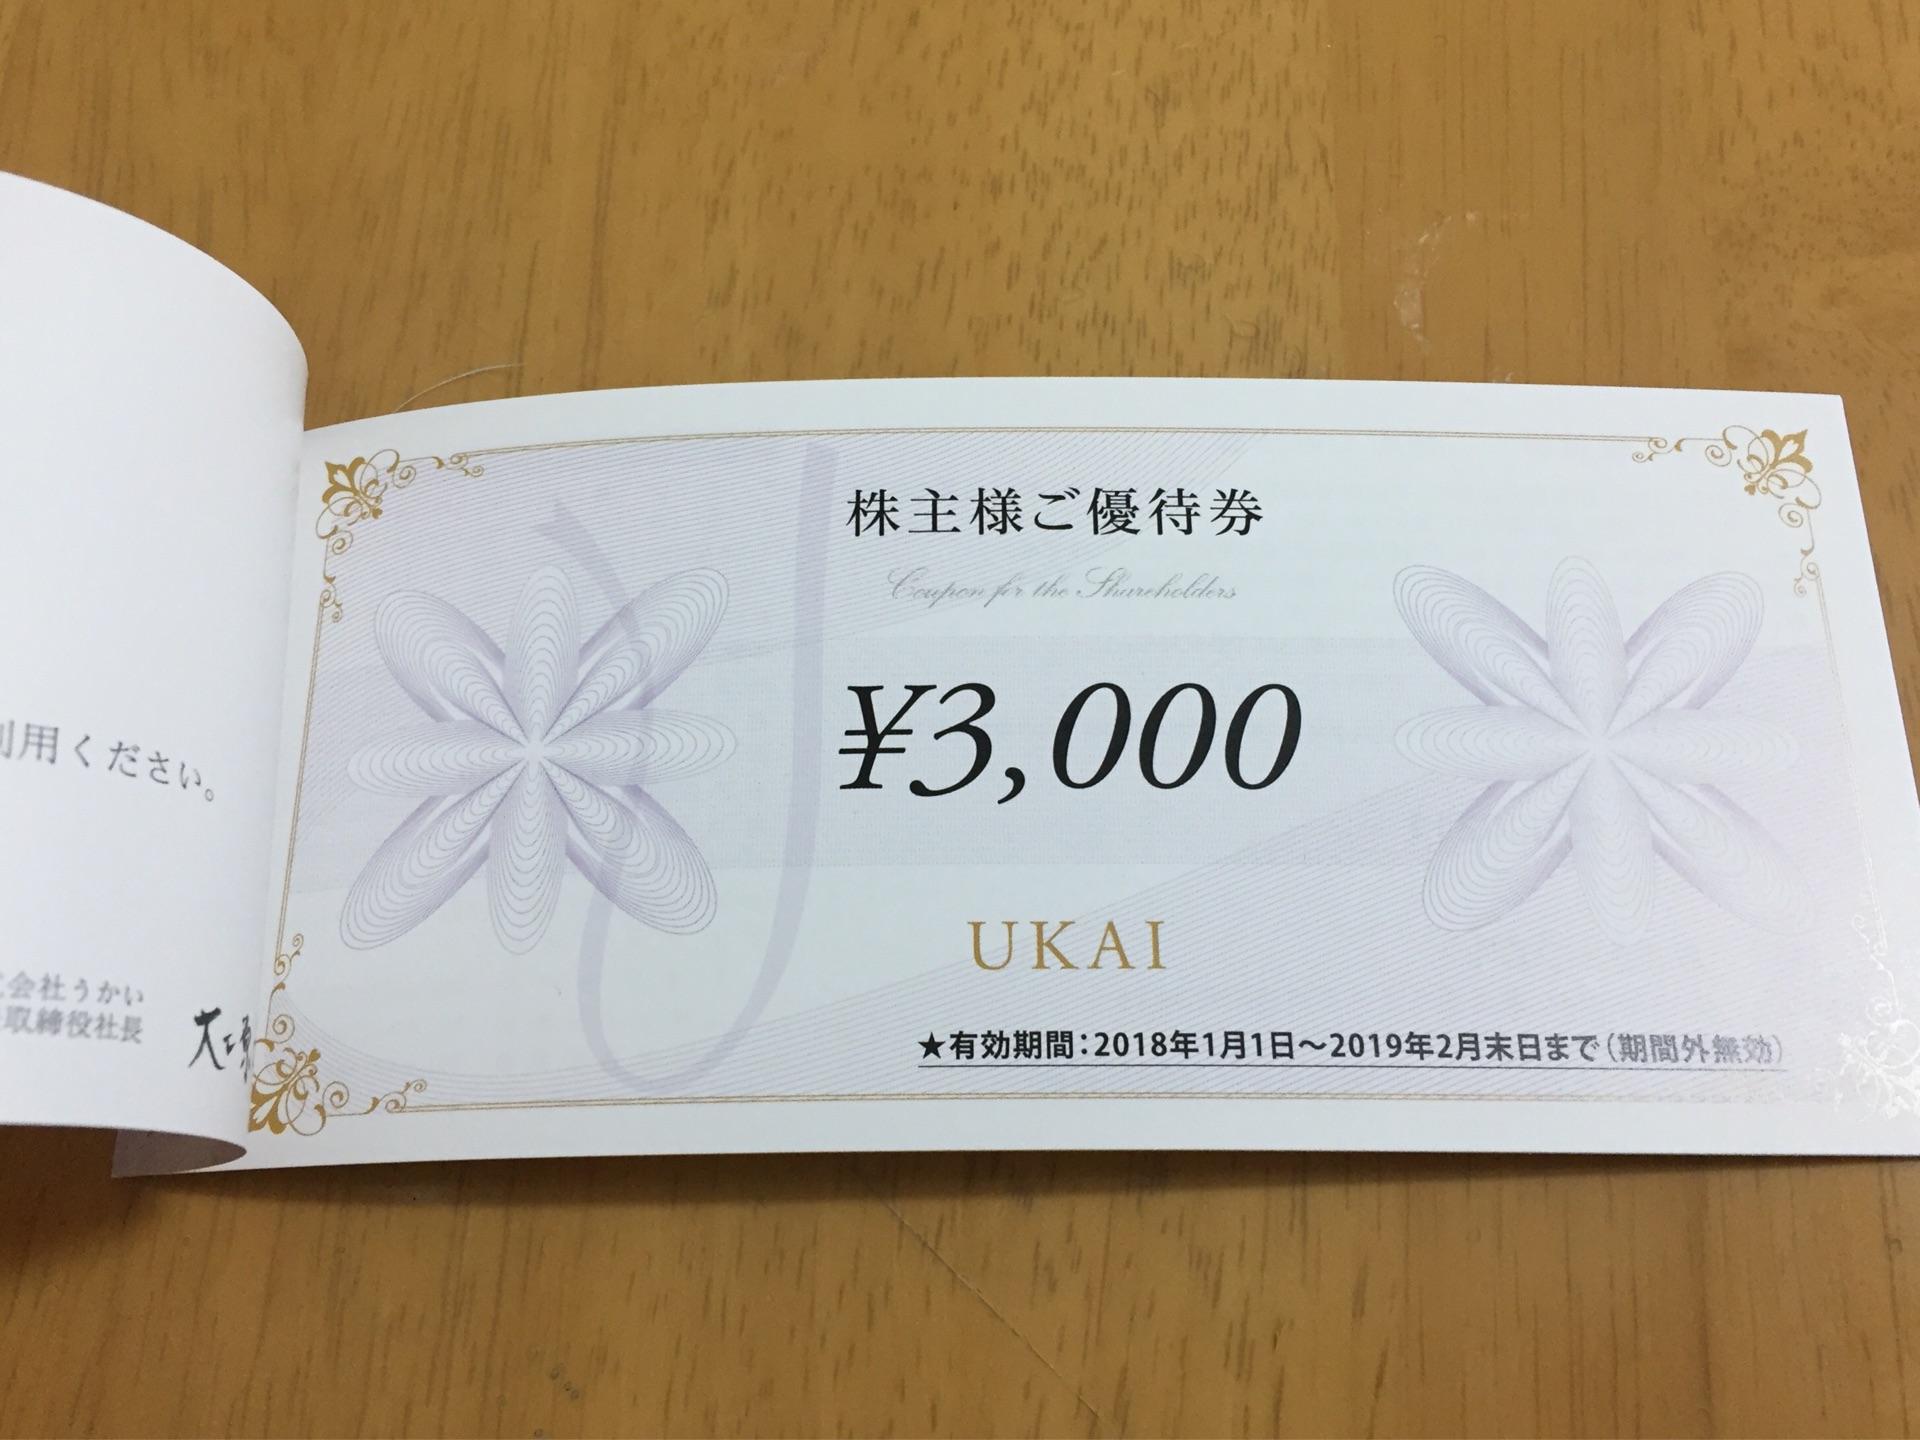 利用ください。
会社うかい
取締役社長
株主様ご優待券
Coupon for the Shareholders
¥3,000
UKAI
★有効期間：2018年1月1日～2019年2月末日まで（期間外無効）